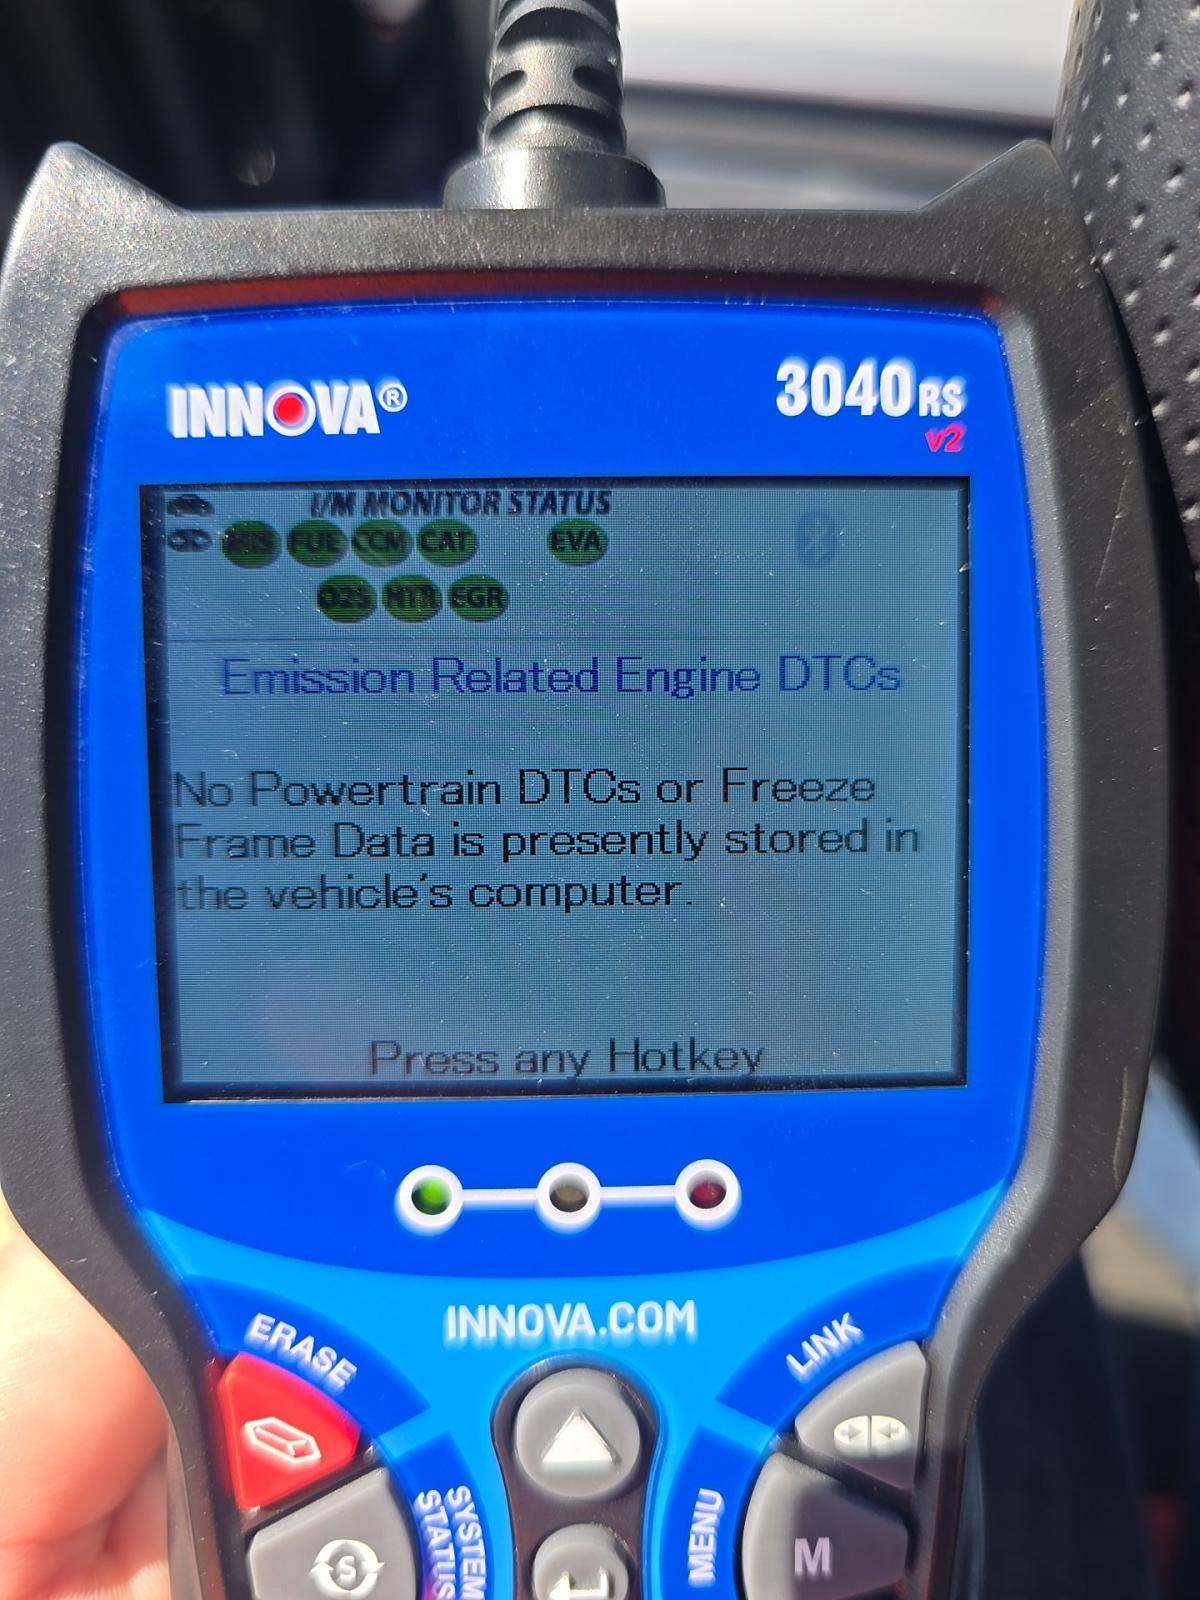 INNOVA®
3040RS
v2
I/M MONITOR STATUS
MIS FUE CCM CAT EVA
O2S HTR EGR
Emission Related Engine DTCs
No Powertrain DTCs or Freeze
Frame Data is presently stored in
the vehicle's computer.
Press any Hotkey
INNOVA.COM
ERASE
LINK
SYSTEM
STATUS
MENU
S
M